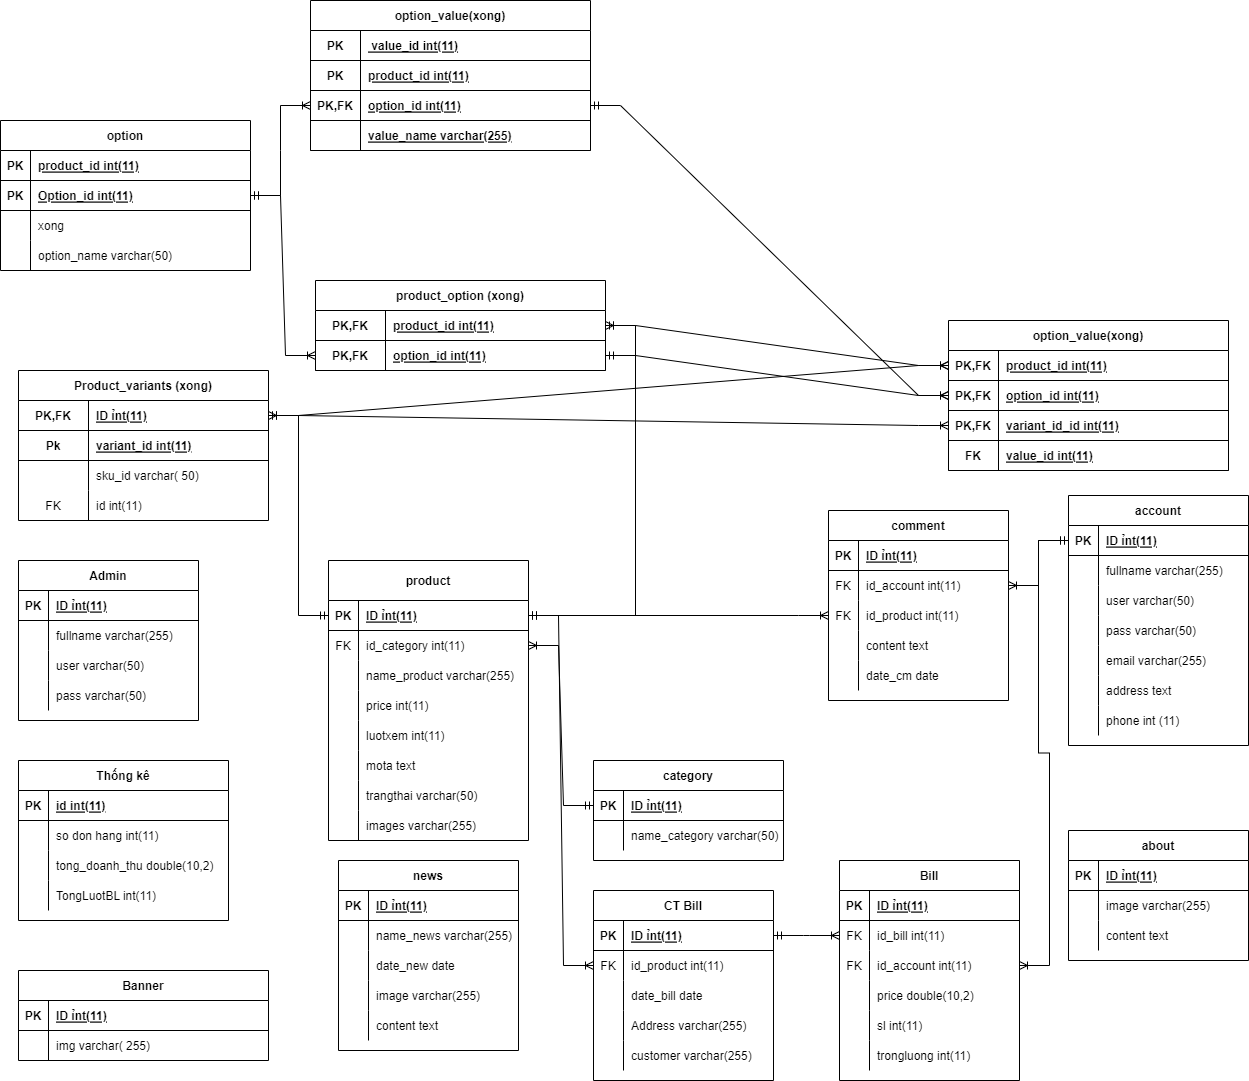 option_value(xong)
PK value_id int(11)
PK product_id int(11)
PK,FK option_id int(11)
value_name varchar(255)
option
PK product_id int(11)
PK Option_id int(11)
xong
option_name varchar(50)
product_option (xong)
PK,FK product_id int(11)
PK,FK option_id int(11)
option_value(xong)
PK,FK product_id int(11)
PK,FK option_id int(11)
PK,FK variant_id_id int(11)
FK value_id int(11)
Product_variants (xong)
PK,FK ID ỉnt(11)
Pk variant_id int(11)
sku_id varchar( 50)
FK id int(11)
account
PK ID ỉnt(11)
fullname varchar(255)
user varchar(50)
pass varchar(50)
email varchar(255)
address text
phone int (11)
comment
PK ID ỉnt(11)
FK id_account int(11)
FK id_product int(11)
content text
date_cm date
Admin
PK ID ỉnt(11)
fullname varchar(255)
user varchar(50)
pass varchar(50)
product
PK ID ỉnt(11)
FK id_category int(11)
name_product varchar(255)
price int(11)
luotxem int(11)
mota text
trangthai varchar(50)
images varchar(255)
Thống kê
PK id int(11)
so don hang int(11)
tong_doanh_thu double(10,2)
TongLuotBL int(11)
category
PK ID ỉnt(11)
name_category varchar(50)
about
PK ID ỉnt(11)
image varchar(255)
content text
news
PK ID ỉnt(11)
name_news varchar(255)
date_new date
image varchar(255)
content text
CT Bill
PK ID ỉnt(11)
FK id_product int(11)
date_bill date
Address varchar(255)
customer varchar(255)
Bill
PK ID ỉnt(11)
FK id_bill int(11)
FK id_account int(11)
price double(10,2)
sl int(11)
trongluong int(11)
Banner
PK ID ỉnt(11)
img varchar( 255)